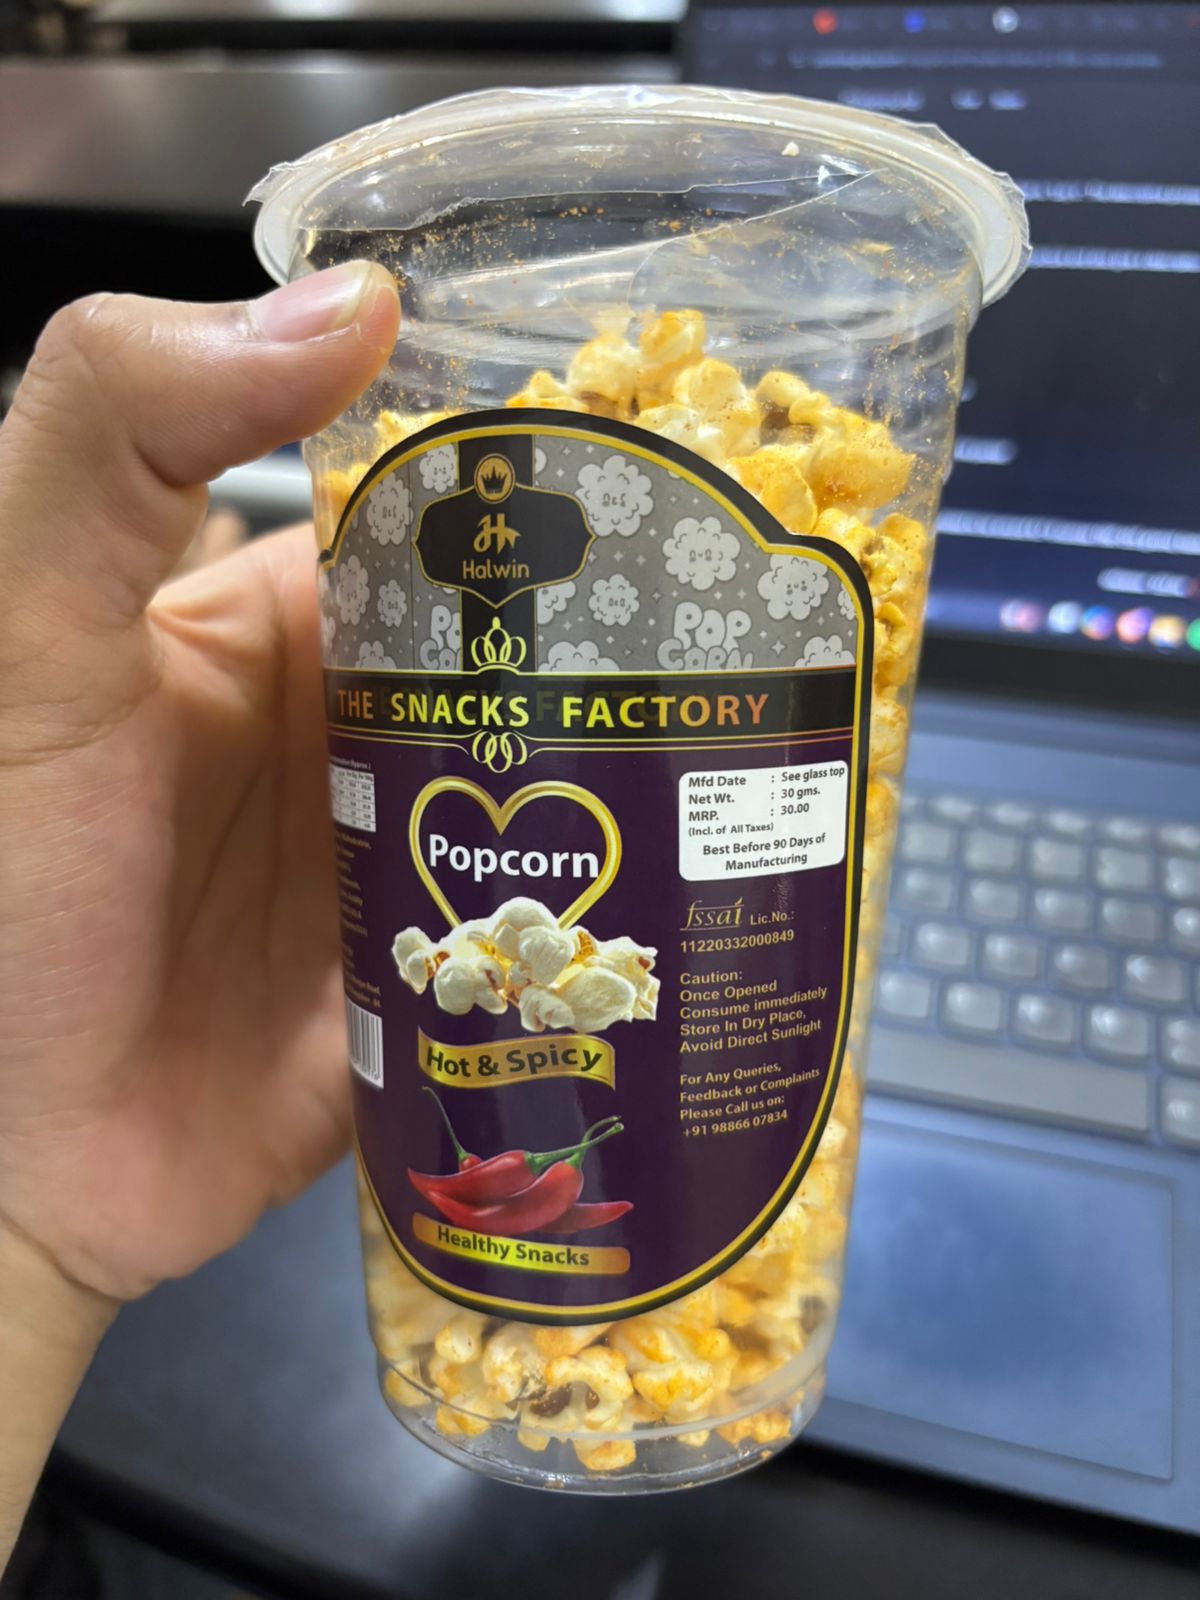 Halwin
POP
CORN
THE SNACKS FACTORY
Popcorn
Hot & Spicy
Healthy Snacks
Mfd Date : See glass top
Net Wt. : 30 gms.
MRP. : 30.00
(Incl. of All Taxes)
Best Before 90 Days of
Manufacturing
fssai Lic.No.:
11220332000849
Caution:
Once Opened
Consume immediately
Store In Dry Place,
Avoid Direct Sunlight
For Any Queries,
Feedback or Complaints
Please Call us on:
+91 98866 07834